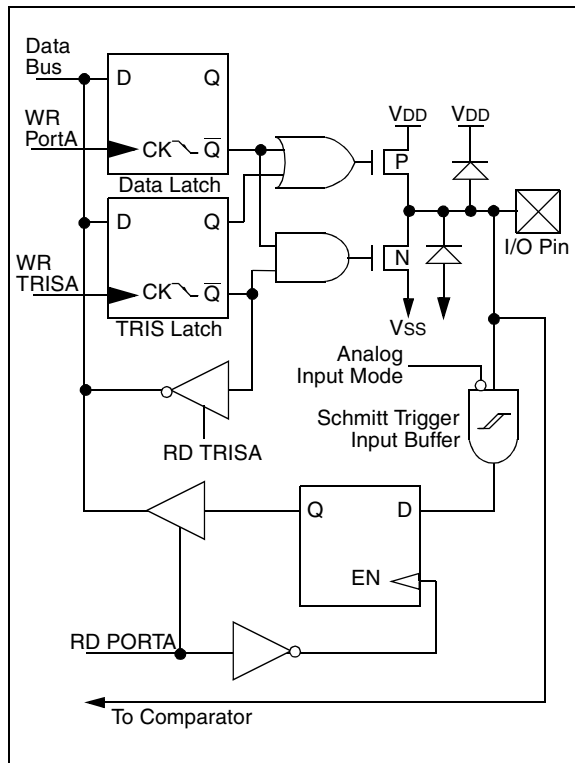 Data
Bus
D
Q
WR
PortA
CK
Q
Data Latch
VDD
VDD
P
I/O Pin
D
Q
WR
TRISA
CK
Q
TRIS Latch
N
VSS
Analog
Input Mode
Schmitt Trigger
Input Buffer
RD TRISA
Q
D
EN
RD PORTA
To Comparator